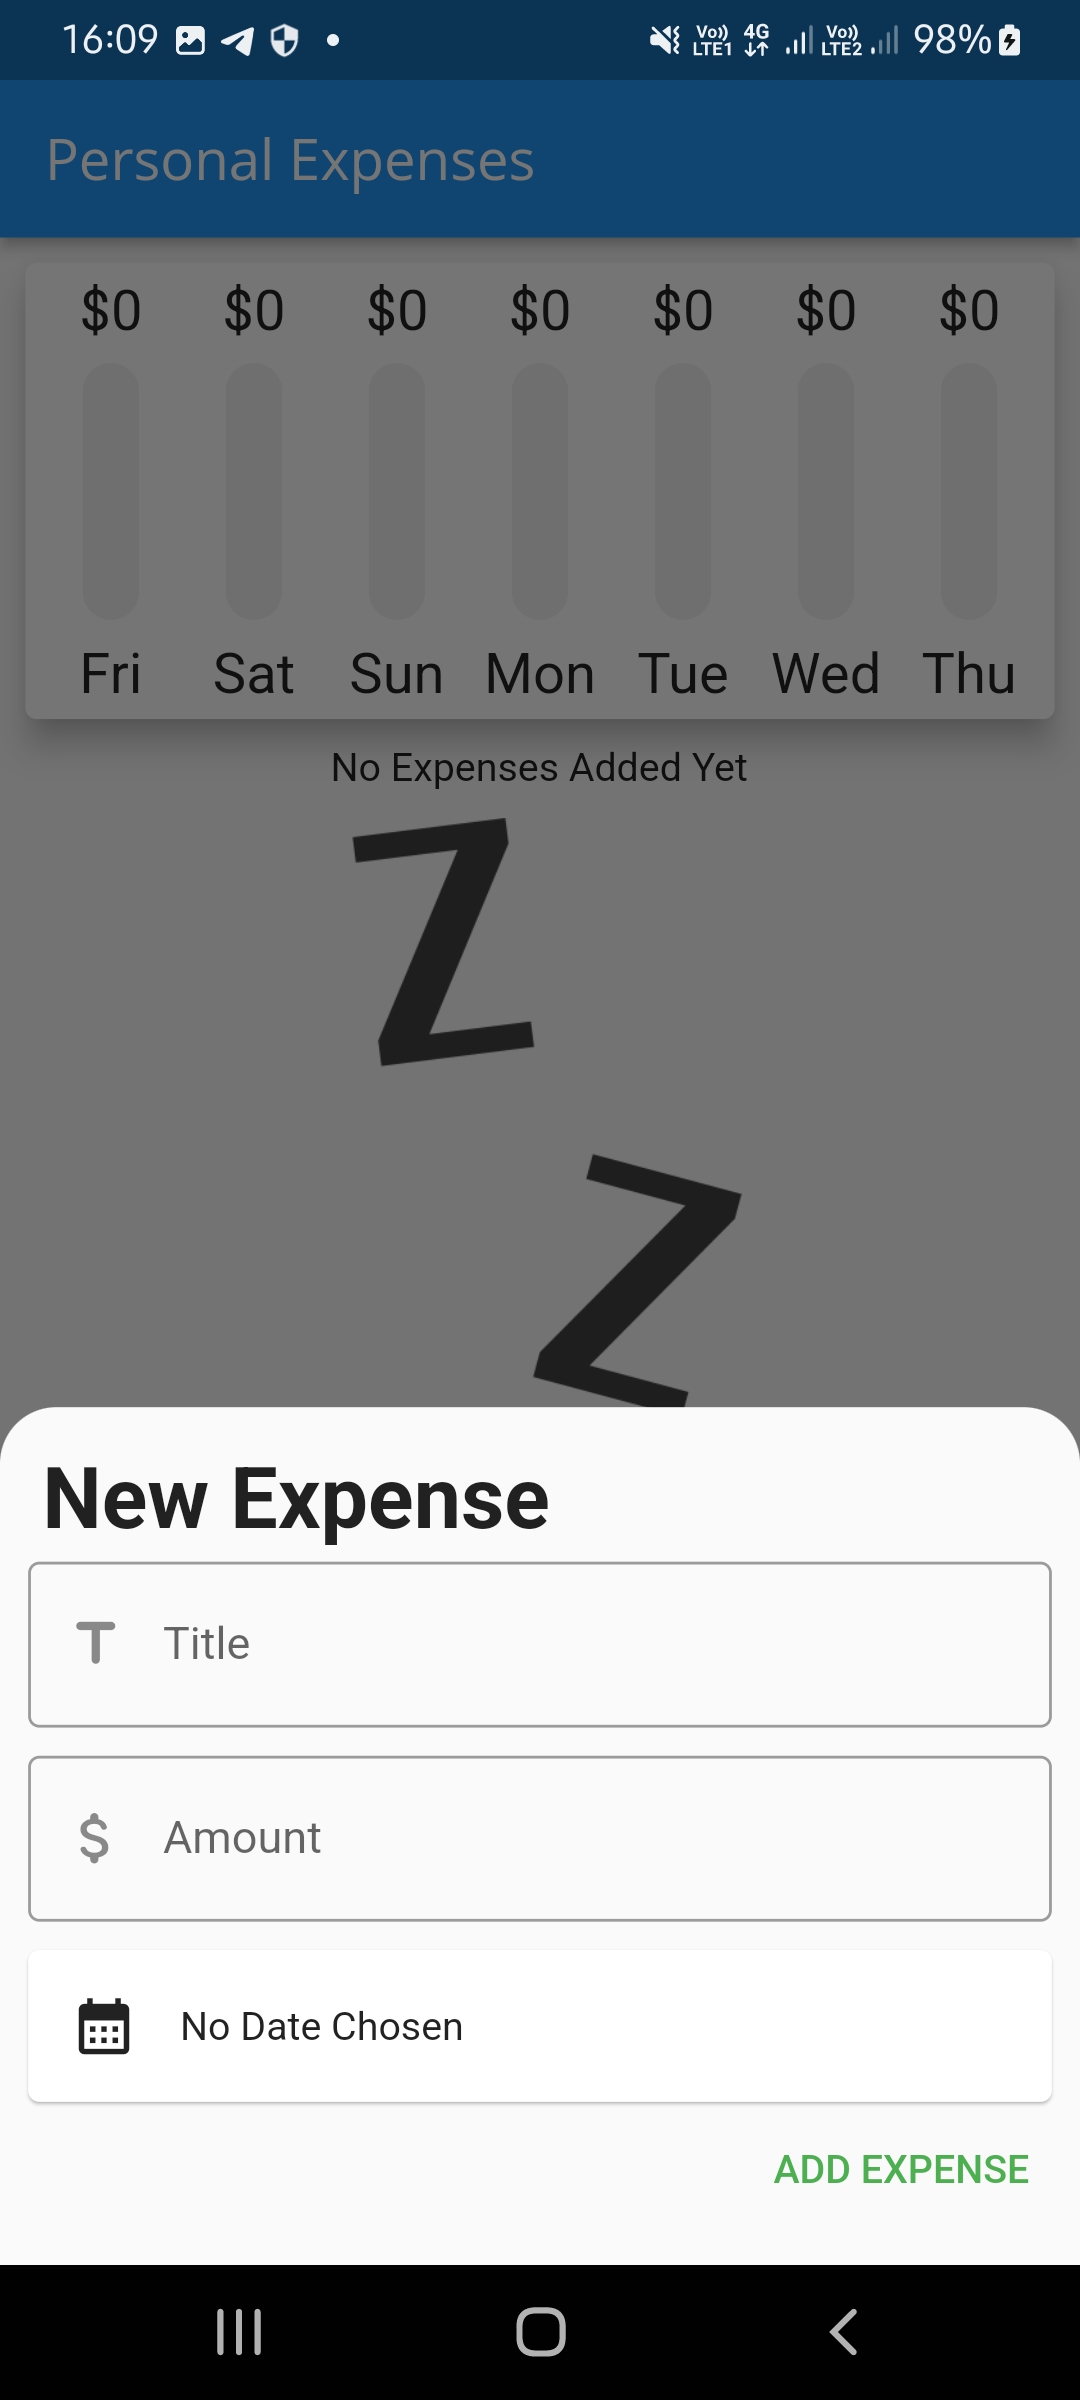 16:09 Vo)) LTE1 4G Vo)) LTE2 98%
Personal Expenses
$0 $0 $0 $0 $0 $0 $0
Fri Sat Sun Mon Tue Wed Thu
No Expenses Added Yet
Z
Z
New Expense
T Title
$ Amount
No Date Chosen
ADD EXPENSE